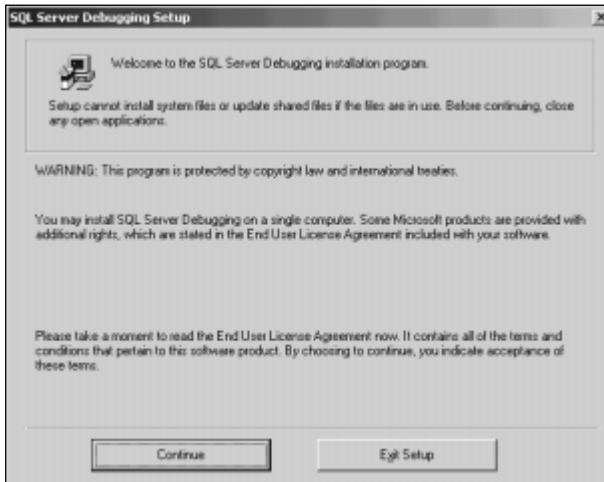 SQL Server Debugging Setup
Welcome to the SQL Server Debugging installation program.
Setup cannot install system files or update shared files if the files are in use. Before continuing, close
any open applications.
WARNING: This program is protected by copyright law and international treaties.
You may install SQL Server Debugging on a single computer. Some Microsoft products are provided with
additional rights, which are stated in the End User License Agreement included with your software.
Please take a moment to read the End User License Agreement now. It contains all of the terms and
conditions that pertain to this software product. By choosing to continue, you indicate acceptance of
these terms.
Continue
Exit Setup